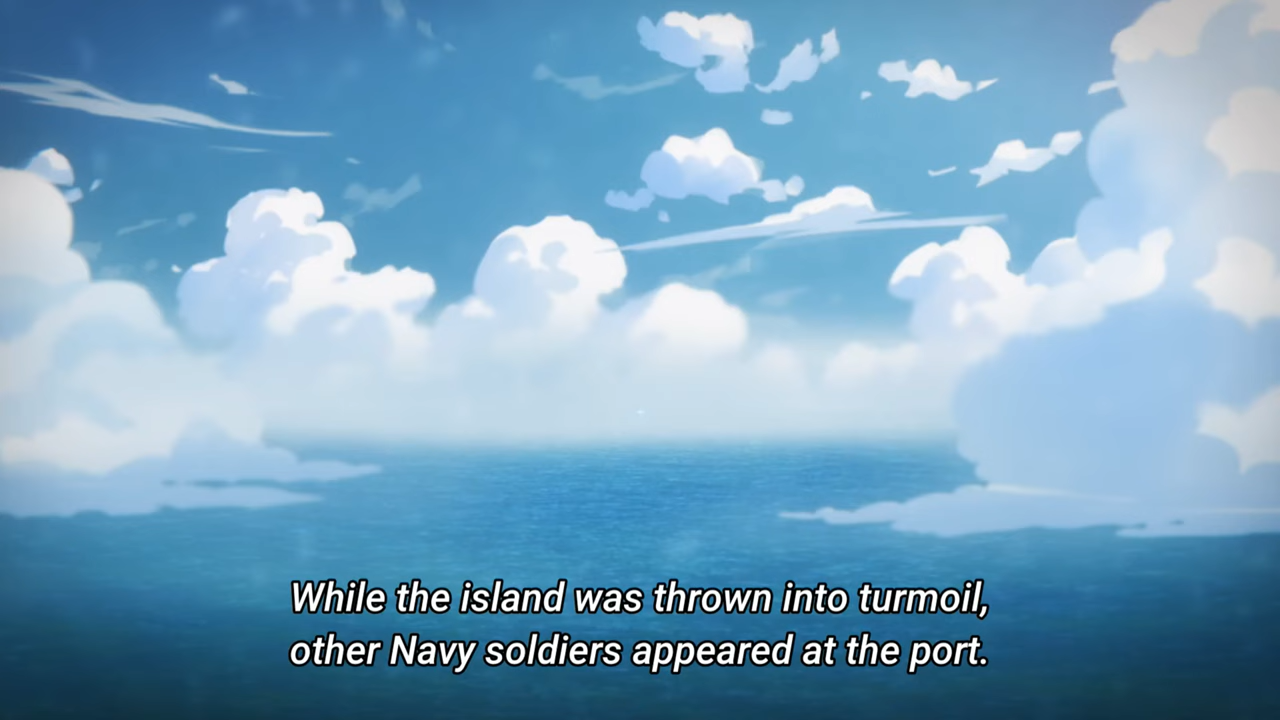 While the island was thrown into turmoil,
other Navy soldiers appeared at the port.